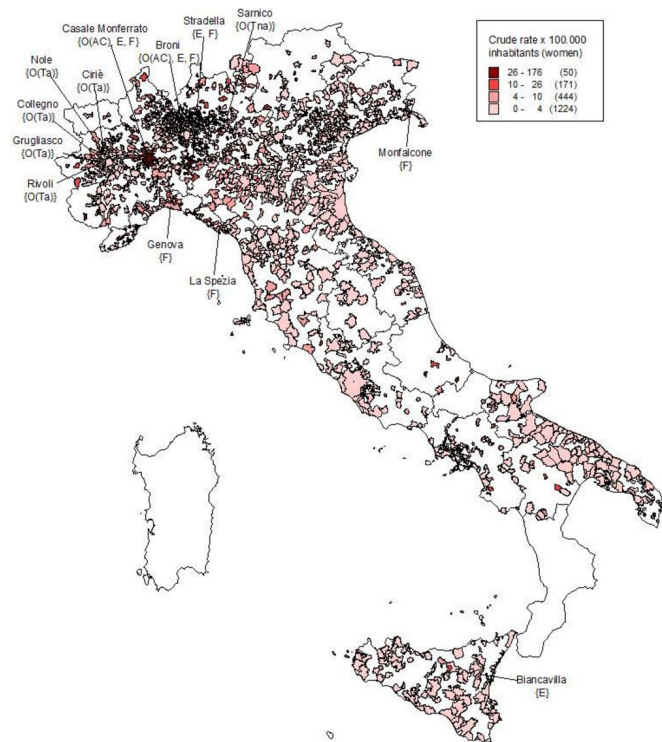 Sarnico
{O(Tna)}
Stradella
{E, F}
Casale Monferrato
{O(AC), E, F}
Broni
{O(AC), E, F}
Nole
{O(Ta)}
Ciriè
{O(Ta)}
Collegno
{O(Ta)}
Grugliasco
{O(Ta)}
Rivoli
{O(Ta)}
Genova
{F}
La Spezia
{F}
Monfalcone
{F}
Biancavilla
{E}
Crude rate x 100.000
inhabitants (women)
26 - 176 (50)
10 - 26 (171)
4 - 10 (444)
0 - 4 (1224)